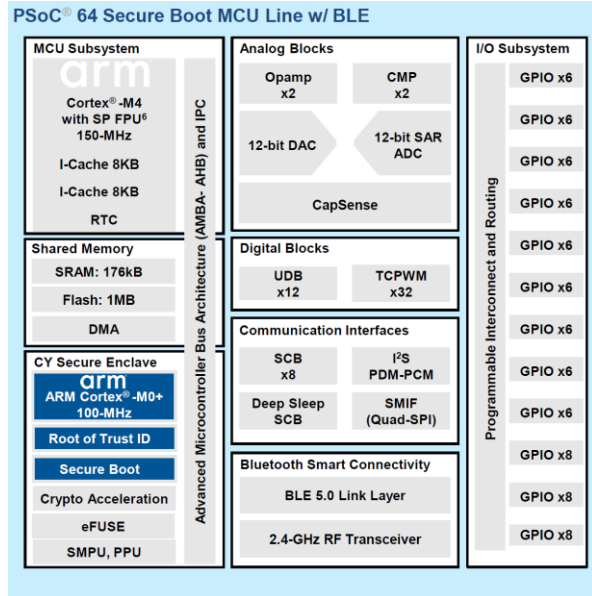 PSoC® 64 Secure Boot MCU Line w/ BLE
MCU Subsystem
arm
Cortex®-M4
with SP FPU⁶
150-MHz
I-Cache 8KB
I-Cache 8KB
RTC
Shared Memory
SRAM: 176kB
Flash: 1MB
DMA
CY Secure Enclave
arm
ARM Cortex®-M0+
100-MHz
Root of Trust ID
Secure Boot
Crypto Acceleration
eFUSE
SMPU, PPU
Advanced Microcontroller Bus Architecture (AMBA- AHB) and IPC
Analog Blocks
Opamp
x2
CMP
x2
12-bit DAC
12-bit SAR
ADC
CapSense
Digital Blocks
UDB
x12
TCPWM
x32
Communication Interfaces
SCB
x8
I²S
PDM-PCM
Deep Sleep
SCB
SMIF
(Quad-SPI)
Bluetooth Smart Connectivity
BLE 5.0 Link Layer
2.4-GHz RF Transceiver
I/O Subsystem
Programmable Interconnect and Routing
GPIO x6
GPIO x6
GPIO x6
GPIO x6
GPIO x6
GPIO x6
GPIO x6
GPIO x6
GPIO x6
GPIO x8
GPIO x8
GPIO x8